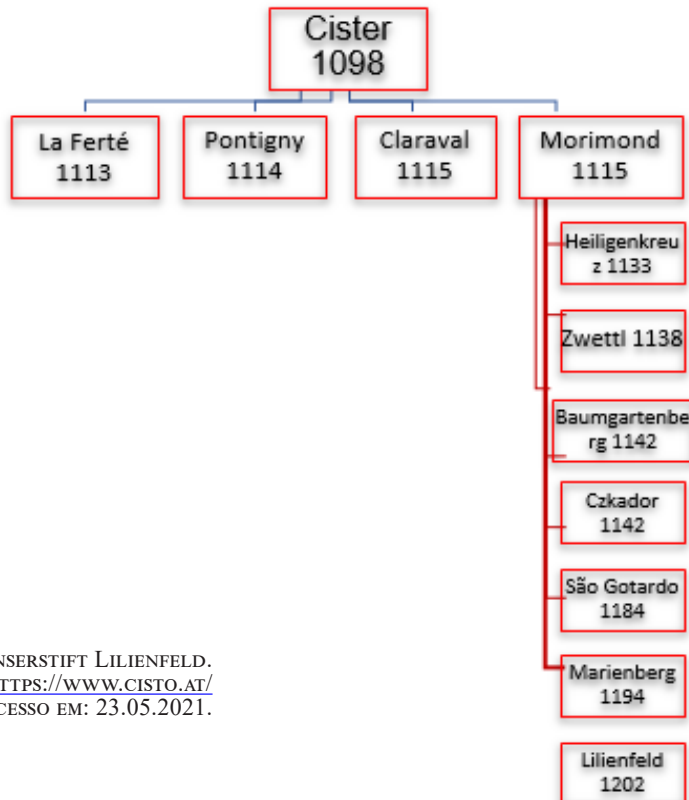 Cister
1098
La Ferté
1113
Pontigny
1114
Claraval
1115
Morimond
1115
Heiligenkreu
z 1133
Zwettl 1138
Baumgartenbe
rg 1142
Czkador
1142
São Gotardo
1184
Marienberg
1194
Lilienfeld
1202
NSERSTIFT LILIENFELD.
TTPS://WWW.CISTO.AT/
CESSO EM: 23.05.2021.